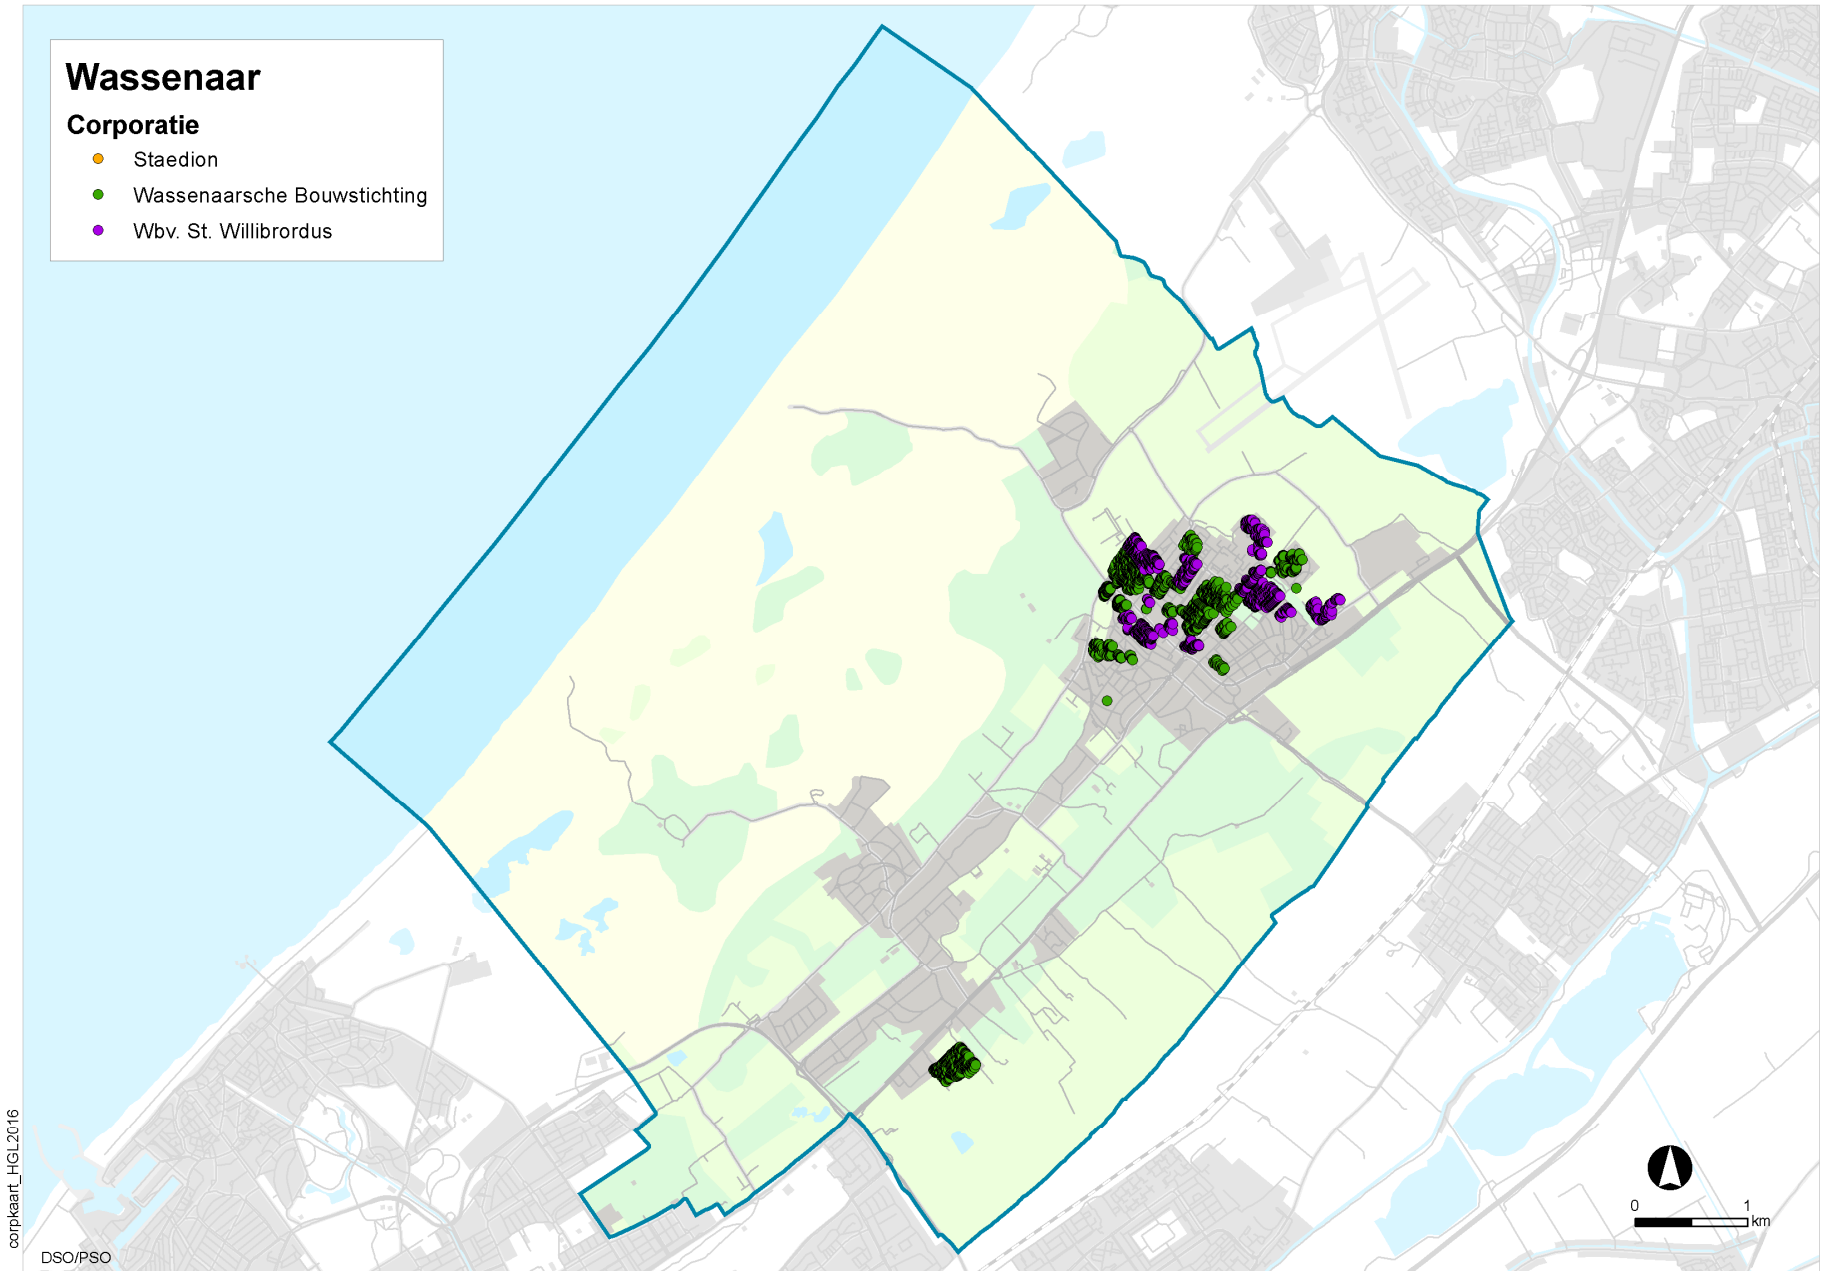 Wassenaar
Corporatie
Staedion
Wassenaarsche Bouwstichting
Wbv. St. Willibrordus
corpkaart_HGL2016
DSO/PSO
0 1
km